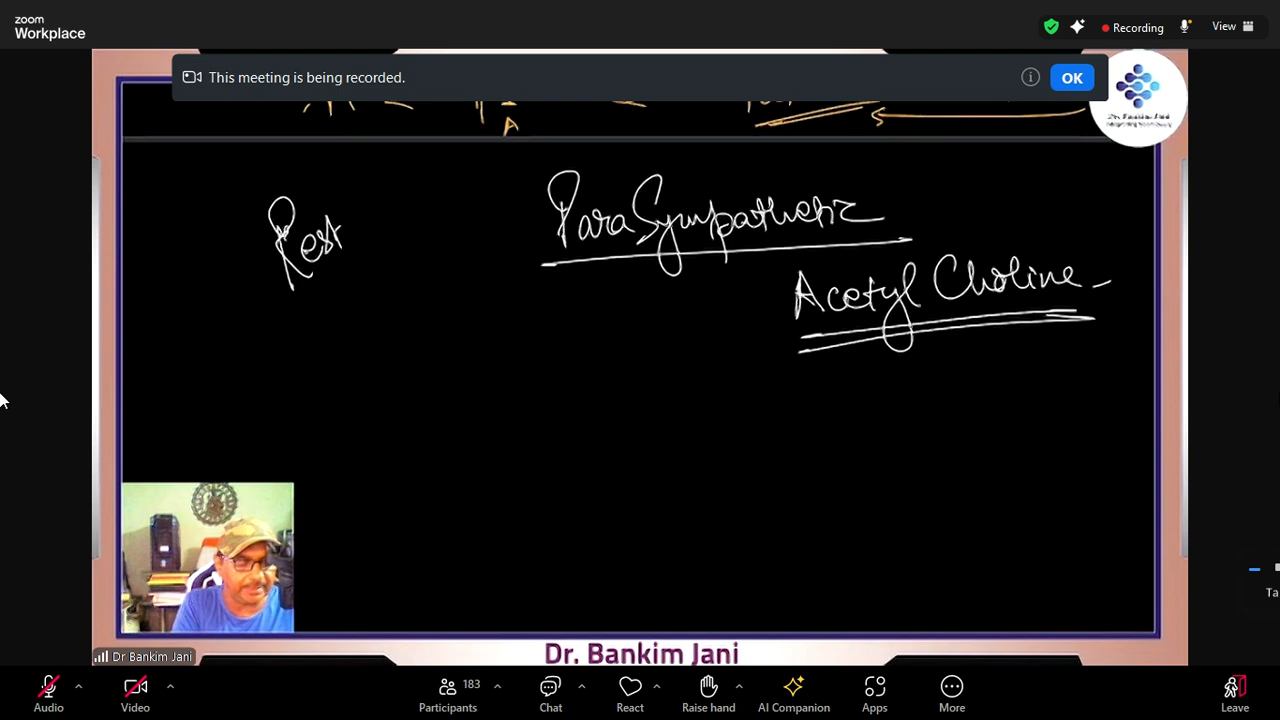 zoom
Workplace
Recording
View
This meeting is being recorded.
OK
A
Rest
ParaSympathetic
Acetyl Choline -
Dr. Bankim Jani
Dr Bankim Jani
Ta
Audio
Video
183
Participants
Chat
React
Raise hand
AI Companion
Apps
More
Leave